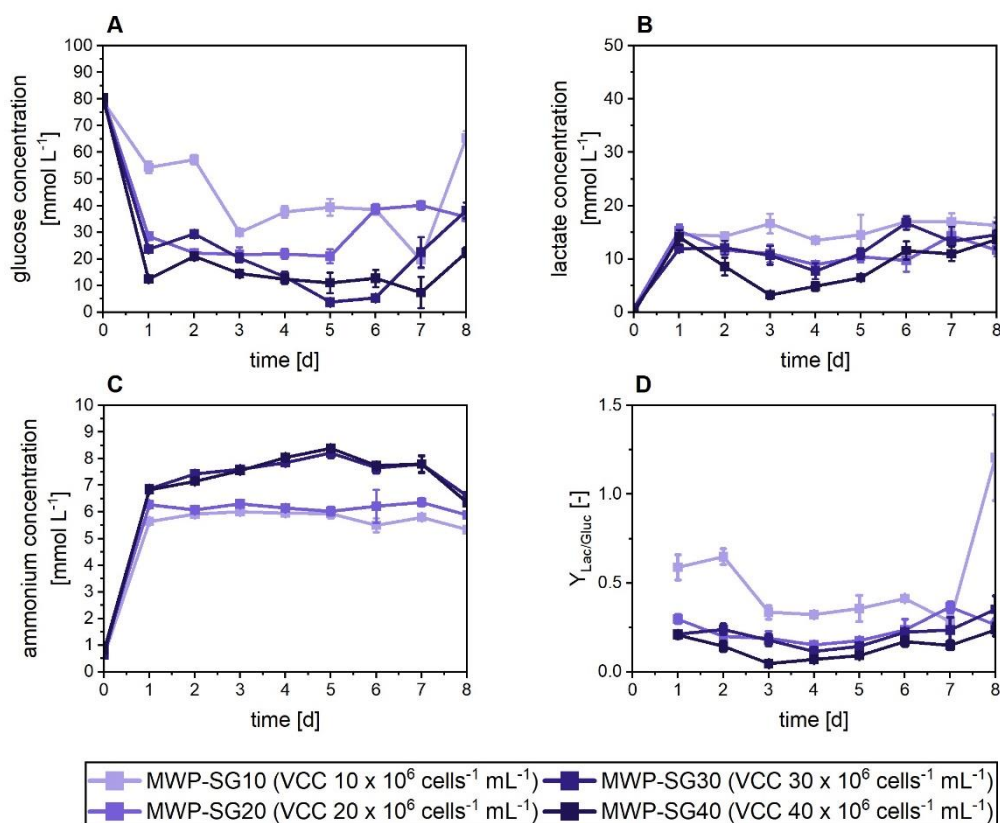 A
glucose concentration
[mmol L⁻¹]
100
90
80
70
60
50
40
30
20
10
0
0 1 2 3 4 5 6 7 8
time [d]
B
lactate concentration
[mmol L⁻¹]
50
40
30
20
10
0
0 1 2 3 4 5 6 7 8
time [d]
C
ammonium concentration
[mmol L⁻¹]
10
9
8
7
6
5
4
3
2
1
0
0 1 2 3 4 5 6 7 8
time [d]
D
Y_Lac/Gluc [-]
1.5
1.0
0.5
0.0
0 1 2 3 4 5 6 7 8
time [d]
MWP-SG10 (VCC 10 x 10⁶ cells⁻¹ mL⁻¹) MWP-SG30 (VCC 30 x 10⁶ cells⁻¹ mL⁻¹)
MWP-SG20 (VCC 20 x 10⁶ cells⁻¹ mL⁻¹) MWP-SG40 (VCC 40 x 10⁶ cells⁻¹ mL⁻¹)